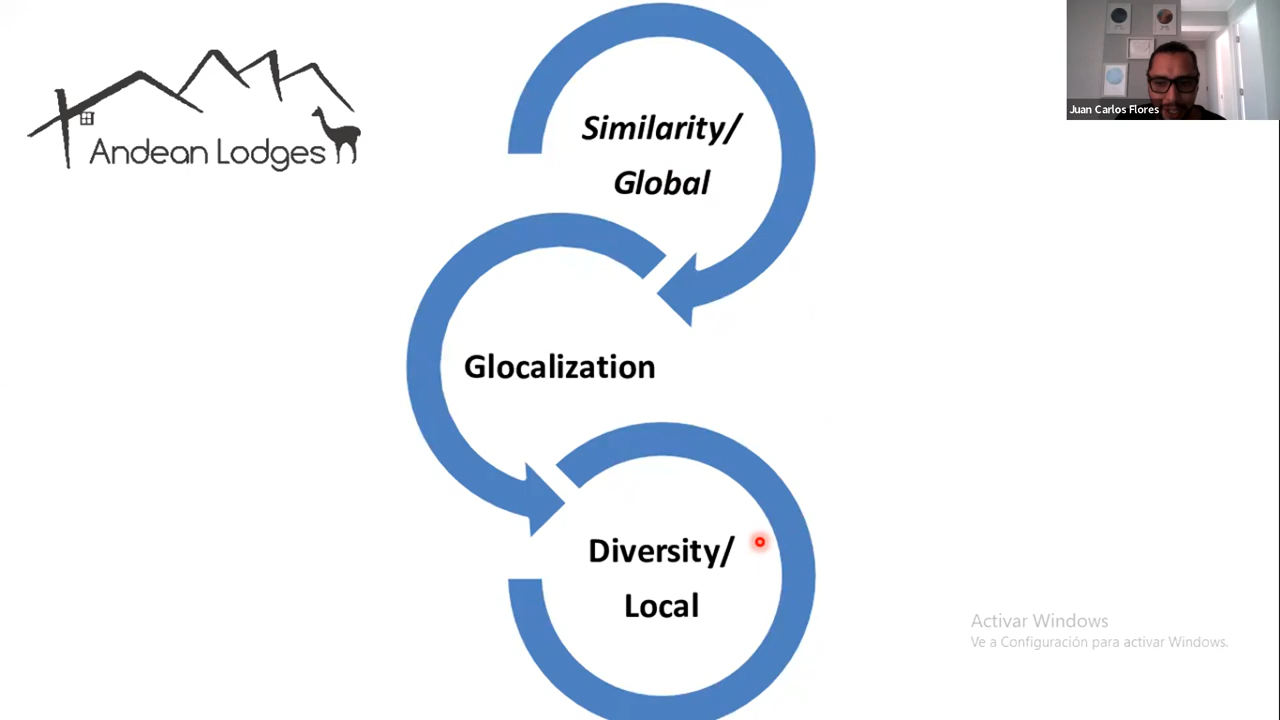 Andean Lodges
Similarity/
Global
Glocalization
Diversity/
Local
Juan Carlos Flores
Activar Windows
Ve a Configuración para activar Windows.